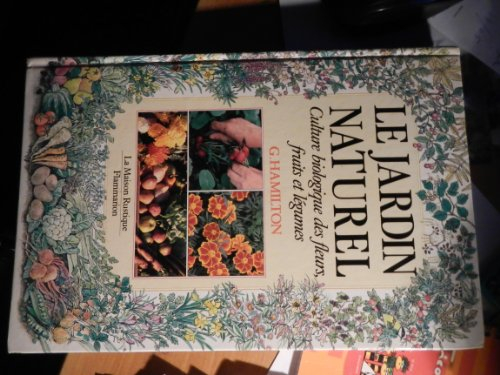 LE JARDIN
NATUREL
Culture biologique des fleurs,
fruits et légumes
G HAMILTON
La Maison Rustique
Flammarion